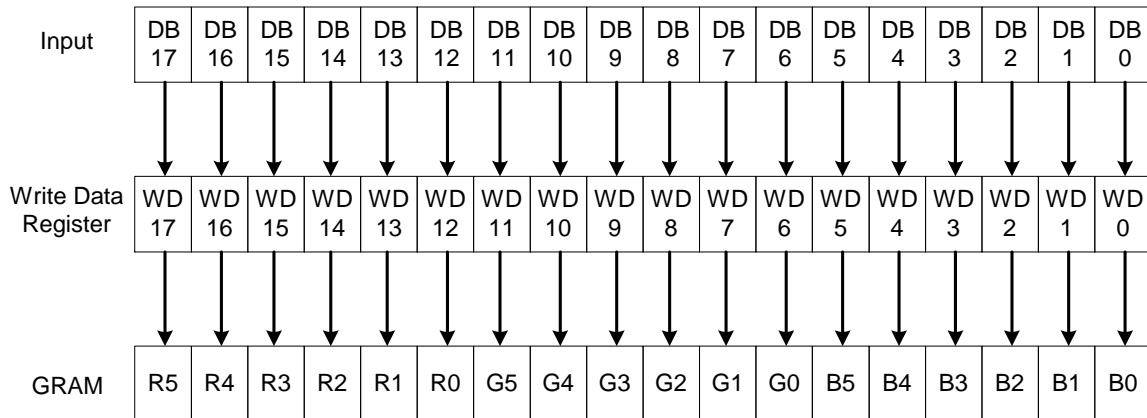 Input DB DB DB DB DB DB DB DB DB DB DB DB DB DB DB DB DB DB
17 16 15 14 13 12 11 10 9 8 7 6 5 4 3 2 1 0
Write Data WD WD WD WD WD WD WD WD WD WD WD WD WD WD WD WD WD WD
Register 17 16 15 14 13 12 11 10 9 8 7 6 5 4 3 2 1 0
GRAM R5 R4 R3 R2 R1 R0 G5 G4 G3 G2 G1 G0 B5 B4 B3 B2 B1 B0